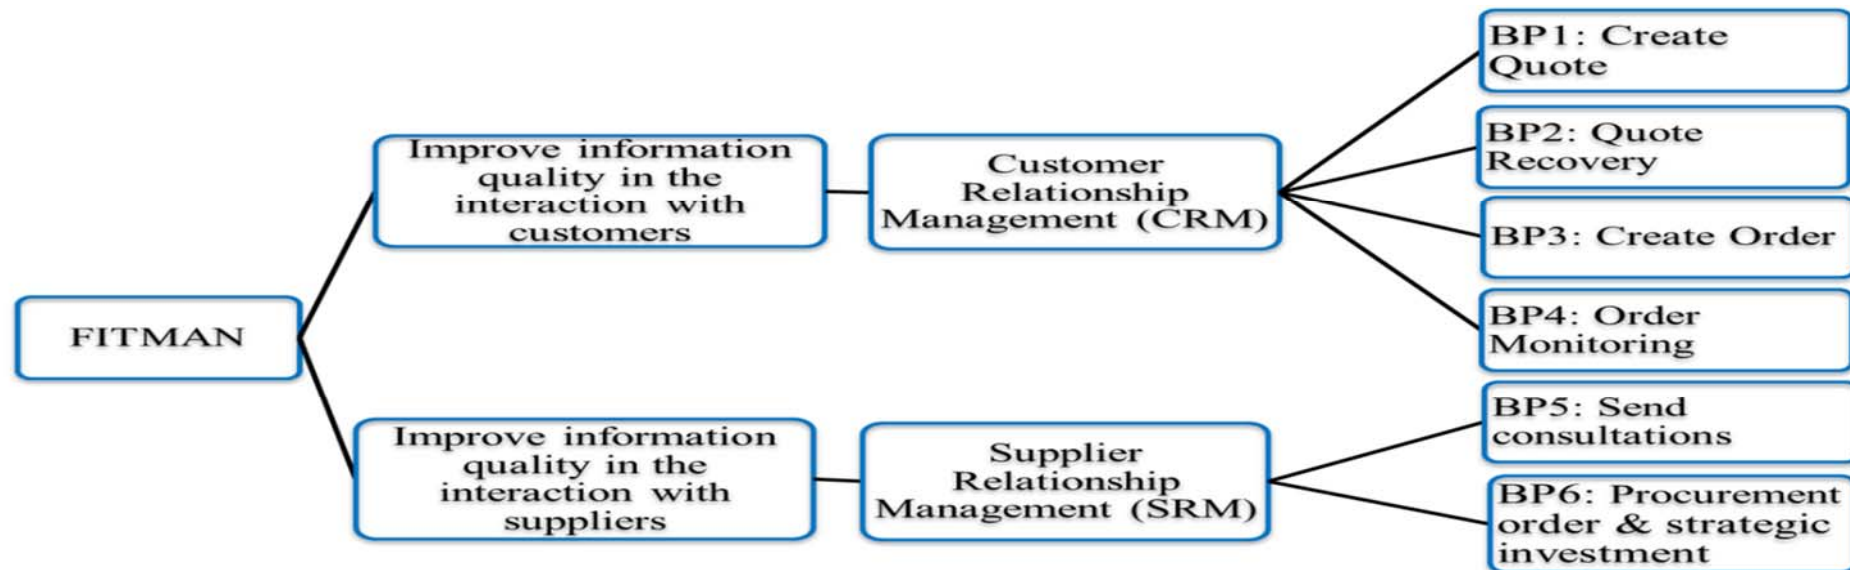 FITMAN
Improve information
quality in the
interaction with
customers
Customer
Relationship
Management (CRM)
BP1: Create
Quote
BP2: Quote
Recovery
BP3: Create Order
BP4: Order
Monitoring
Improve information
quality in the
interaction with
suppliers
Supplier
Relationship
Management (SRM)
BP5: Send
consultations
BP6: Procurement
order & strategic
investment